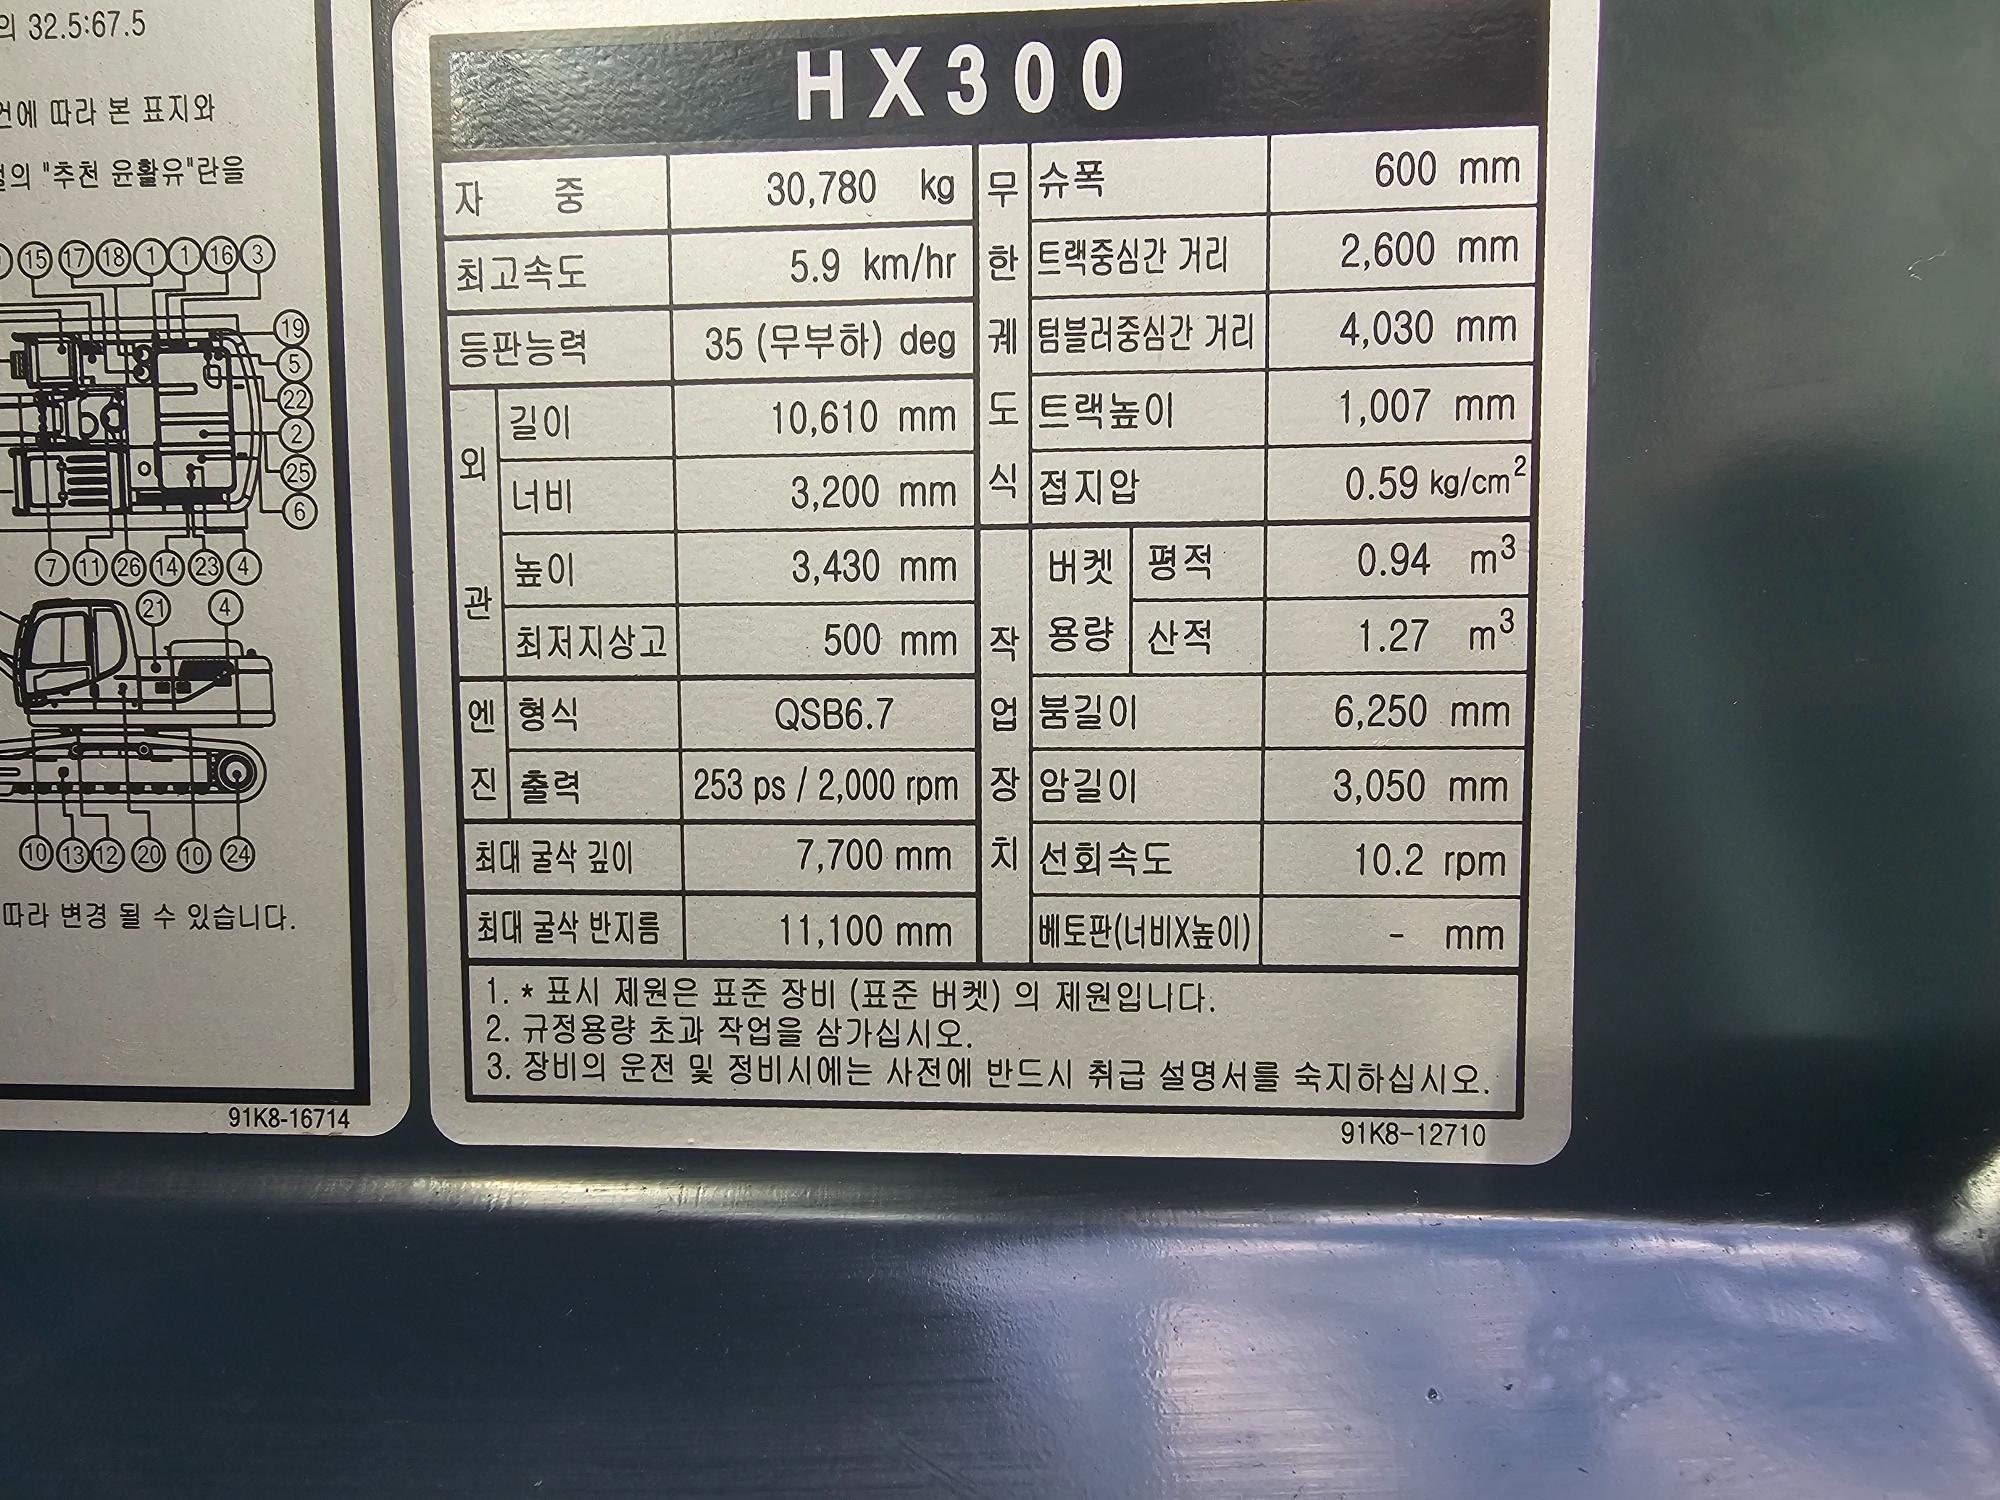 의 32.5:67.5
건에 따라 본 표지와
"추천 윤활유"란을
15 17 18 1 1 16 3
19
5
22
2
25
6
7 11 26 14 23 4
21 4
10 13 12 20 10 24
따라 변경 될 수 있습니다.
91K8-16714
HX300
자 중 30,780 kg
최고속도 5.9 km/hr
등판능력 35 (무부하) deg
외관
길이 10,610 mm
너비 3,200 mm
높이 3,430 mm
최저지상고 500 mm
엔진
형식 QSB6.7
출력 253 ps / 2,000 rpm
최대 굴삭 깊이 7,700 mm
최대 굴삭 반지름 11,100 mm
무한궤도식
슈폭 600 mm
트랙중심간 거리 2,600 mm
텀블러중심간 거리 4,030 mm
트랙높이 1,007 mm
접지압 0.59 kg/cm²
작업장치
버켓용량
평적 0.94 m³
산적 1.27 m³
붐길이 6,250 mm
암길이 3,050 mm
선회속도 10.2 rpm
베토판(너비X높이) - mm
1. * 표시 제원은 표준 장비 (표준 버켓) 의 제원입니다.
2. 규정용량 초과 작업을 삼가십시오.
3. 장비의 운전 및 정비시에는 사전에 반드시 취급 설명서를 숙지하십시오.
91K8-12710